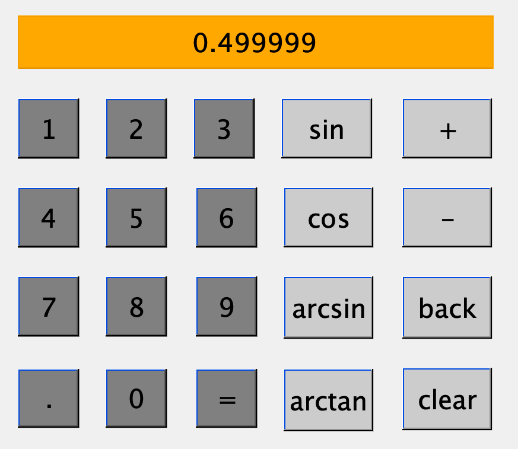 0.499999
1 2 3 sin +
4 5 6 cos -
7 8 9 arcsin back
. 0 = arctan clear